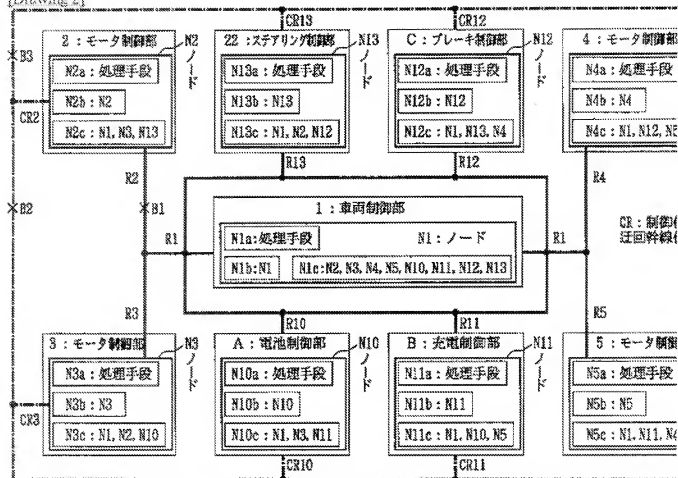 [Drawing 2]
CR13
CR12
2：モータ制御部
N2
ノード
N2a：処理手段
N2b：N2
N2c：N1, N3, N13
22：ステアリング制御部
N13
ノード
N13a：処理手段
N13b：N13
N13c：N1, N2, N12
C：ブレーキ制御部
N12
ノード
N12a：処理手段
N12b：N12
N12c：N1, N13, N4
4：モータ制御部
N4a：処理手段
N4b：N4
N4c：N1, N12, N5
B3
CR2
R2
R13
R12
R4
B2
B1
R1
1：車両制御部
N1a：処理手段
N1：ノード
N1b：N1
N1c：N2, N3, N4, N5, N10, N11, N12, N13
R1
CR：制御
迂回幹線
R3
R10
R11
R5
3：モータ制御部
N3
ノード
N3a：処理手段
N3b：N3
N3c：N1, N2, N10
A：電池制御部
N10
ノード
N10a：処理手段
N10b：N10
N10c：N1, N3, N11
B：充電制御部
N11
ノード
N11a：処理手段
N11b：N11
N11c：N1, N10, N5
5：モータ制御
N5a：処理手段
N5b：N5
N5c：N1, N11, N4
CR3
CR10
CR11